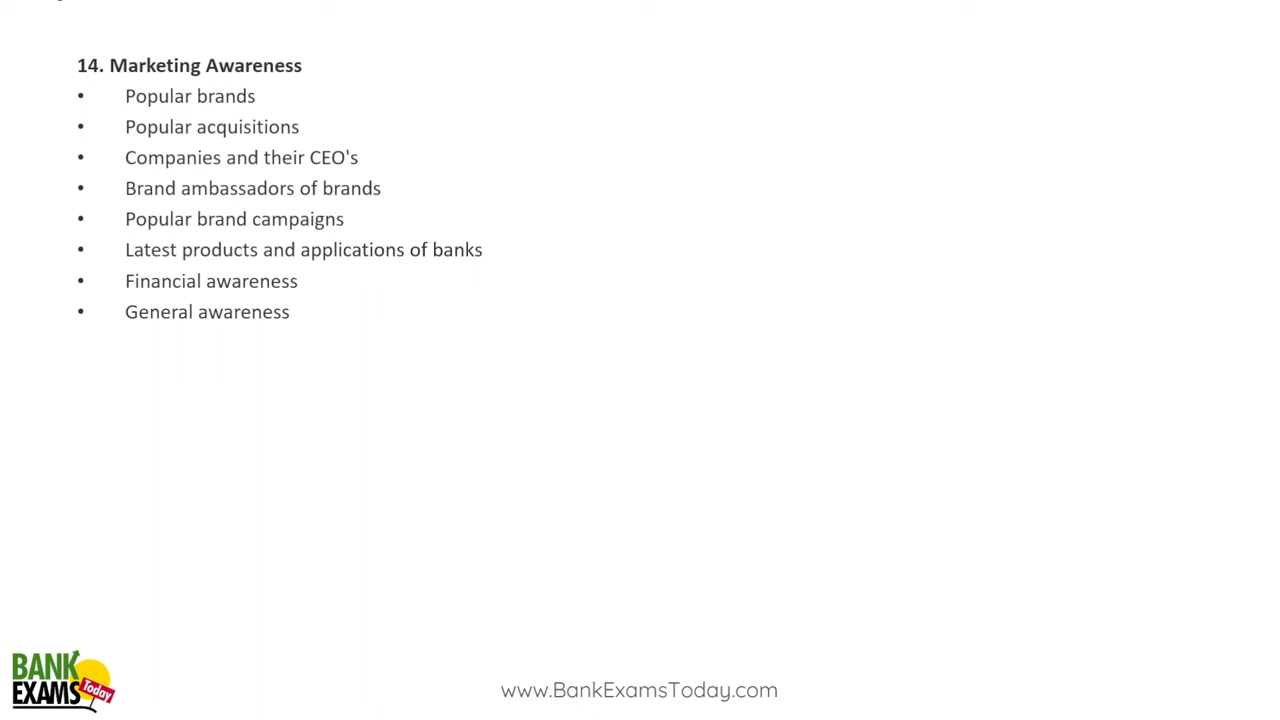 14. Marketing Awareness
• Popular brands
• Popular acquisitions
• Companies and their CEO's
• Brand ambassadors of brands
• Popular brand campaigns
• Latest products and applications of banks
• Financial awareness
• General awareness
BANK
EXAMS Today
www.BankExamsToday.com